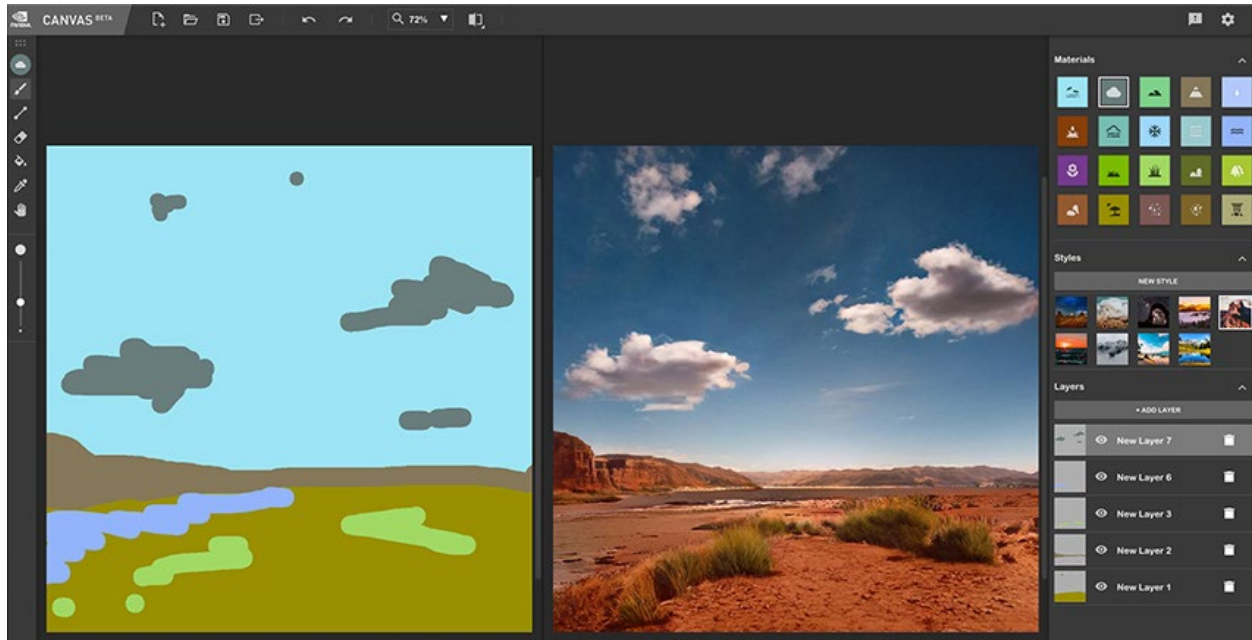 NVIDIA.
CANVAS BETA
72%
Materials
Styles
NEW STYLE
Layers
+ ADD LAYER
New Layer 7
New Layer 6
New Layer 3
New Layer 2
New Layer 1